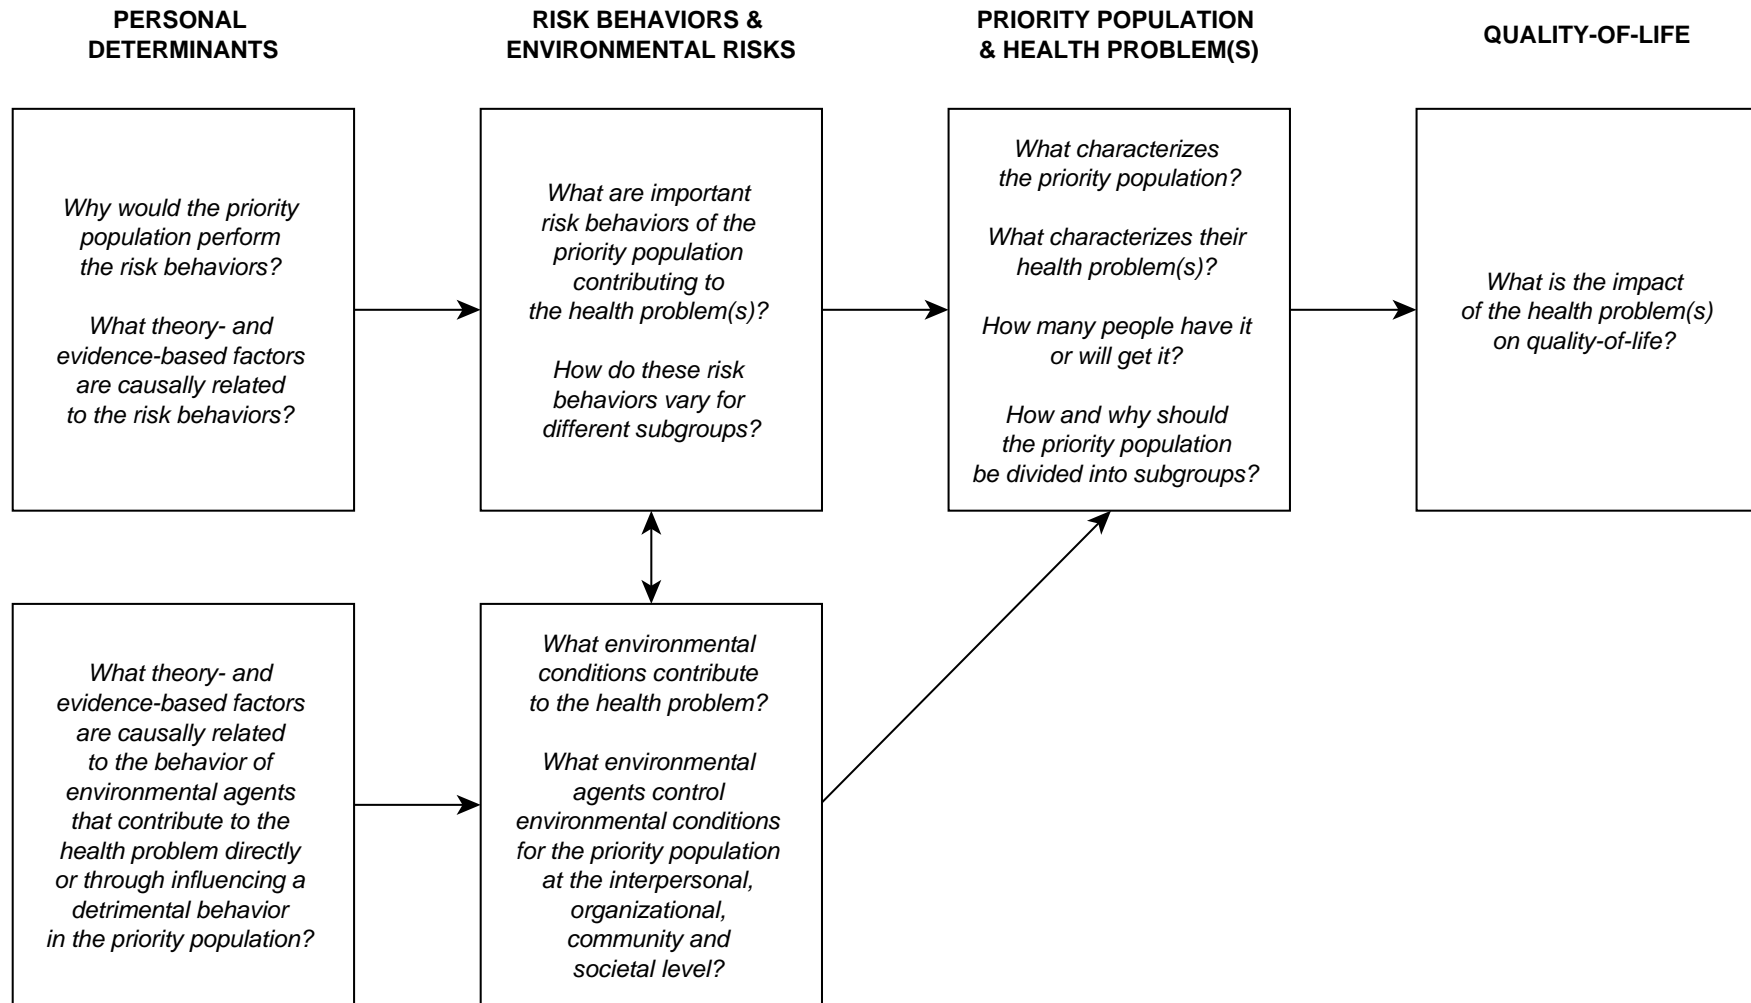 PERSONAL
DETERMINANTS
RISK BEHAVIORS &
ENVIRONMENTAL RISKS
PRIORITY POPULATION
& HEALTH PROBLEM(S)
QUALITY-OF-LIFE
Why would the priority
population perform
the risk behaviors?
What theory- and
evidence-based factors
are causally related
to the risk behaviors?
What are important
risk behaviors of the
priority population
contributing to
the health problem(s)?
How do these risk
behaviors vary for
different subgroups?
What characterizes
the priority population?
What characterizes their
health problem(s)?
How many people have it
or will get it?
How and why should
the priority population
be divided into subgroups?
What is the impact
of the health problem(s)
on quality-of-life?
What theory- and
evidence-based factors
are causally related
to the behavior of
environmental agents
that contribute to the
health problem directly
or through influencing a
detrimental behavior
in the priority population?
What environmental
conditions contribute
to the health problem?
What environmental
agents control
environmental conditions
for the priority population
at the interpersonal,
organizational,
community and
societal level?